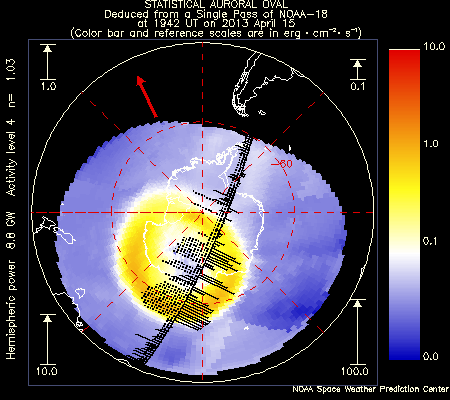 STATISTICAL AURORAL OVAL
Deduced from a Single Pass of NOAA-18
at 1942 UT on 2013 April 15
(Color bar and reference scales are in erg · cm⁻² · s⁻¹)
Hemispheric power 8.8 GW Activity level 4 n= 1.03
1.0
0.1
10.0
100.0
-60
10.0
1.0
0.1
0.0
NOAA Space Weather Prediction Center